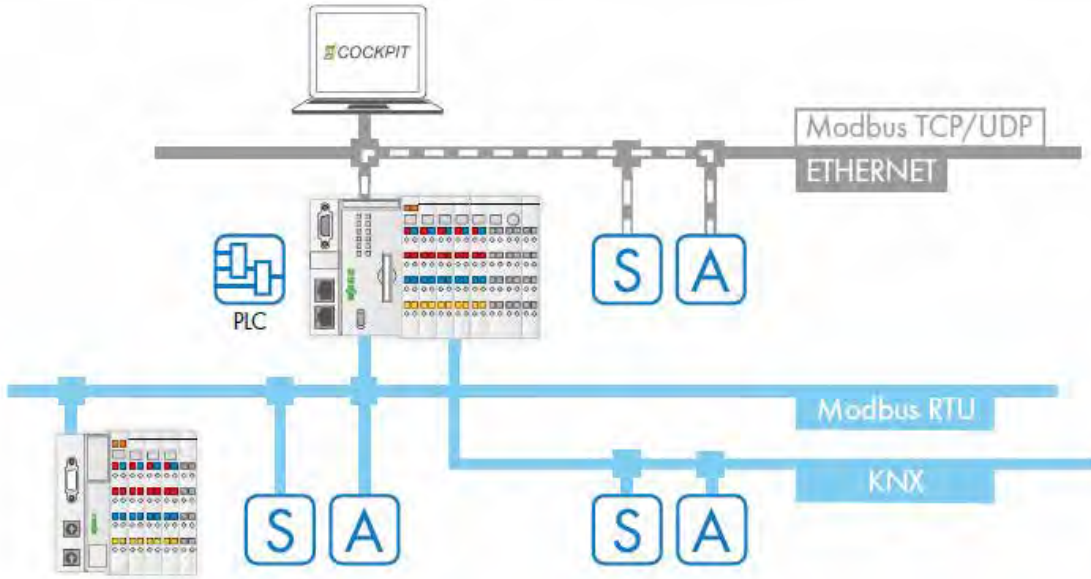 COCKPIT
Modbus TCP/UDP
ETHERNET
S A
PLC
Modbus RTU
KNX
S A
S A